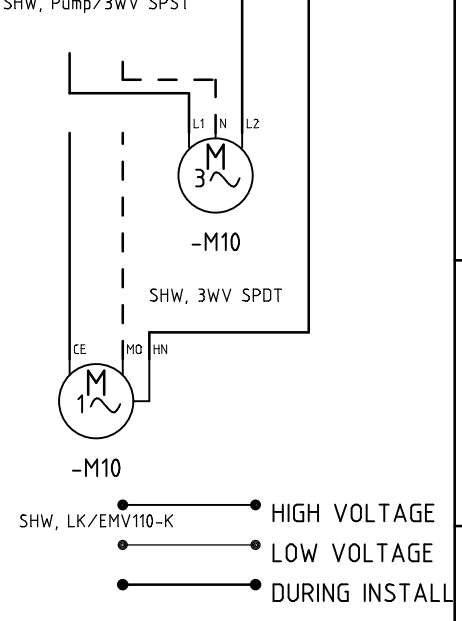 SHW, Pump/3WV SPST
L1 N L2
M
3
-M10
SHW, 3WV SPDT
CE MO HN
M
1
-M10
HIGH VOLTAGE
SHW, LK/EMV110-K
LOW VOLTAGE
DURING INSTALL